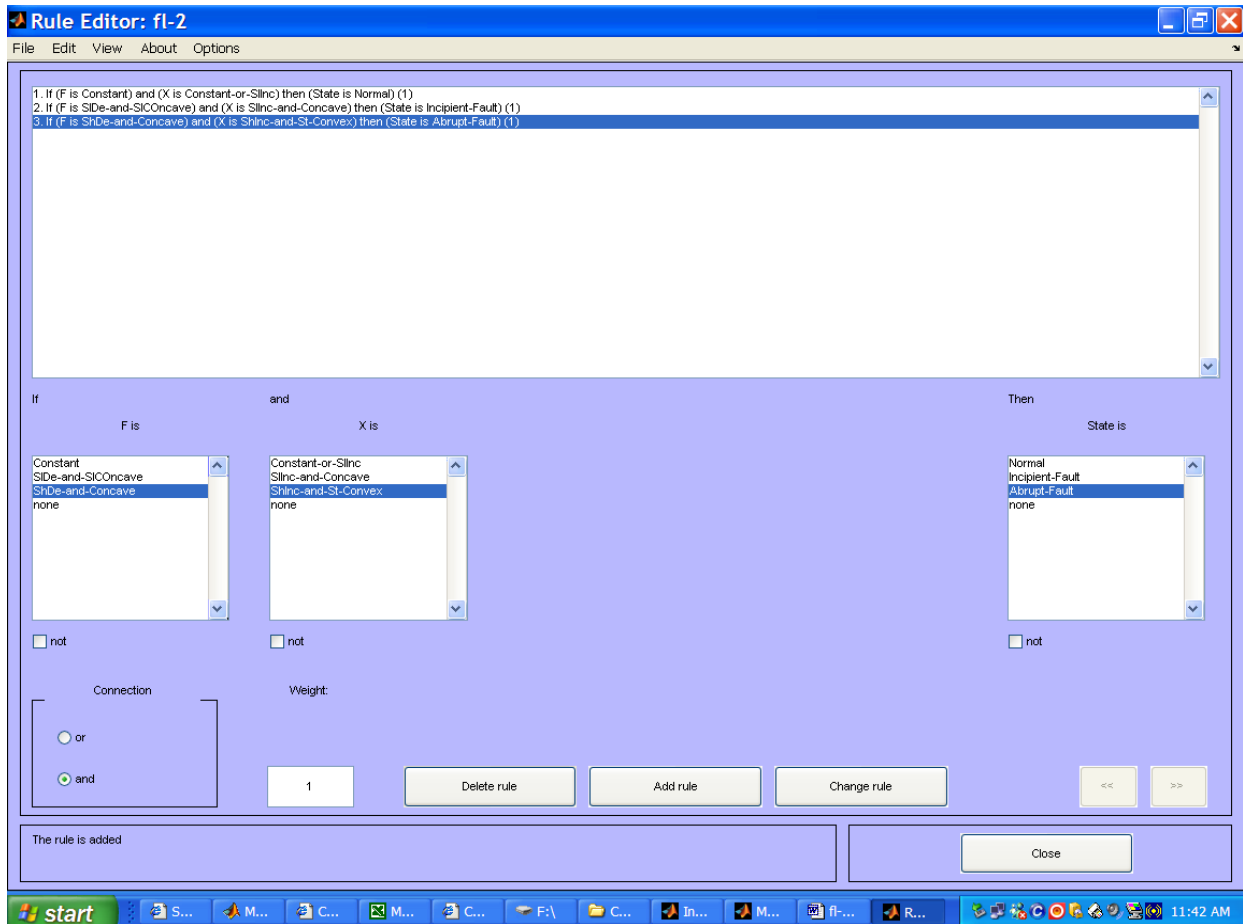 Rule Editor: fl-2
File Edit View About Options
1. If (F is Constant) and (X is Constant-or-SlInc) then (State is Normal) (1)
2. If (F is SlDe-and-SlCOncave) and (X is SlInc-and-Concave) then (State is Incipient-Fault) (1)
3. If (F is ShDe-and-Concave) and (X is ShInc-and-St-Convex) then (State is Abrupt-Fault) (1)
If and Then
F is X is State is
Constant
SlDe-and-SlCOncave
ShDe-and-Concave
none
Constant-or-SlInc
SlInc-and-Concave
ShInc-and-St-Convex
none
Normal
Incipient-Fault
Abrupt-Fault
none
not not not
Connection Weight:
or
and 1 Delete rule Add rule Change rule << >>
The rule is added Close
start S... M... C... M... C... F:\ C... In... M... fl-... R... 11:42 AM